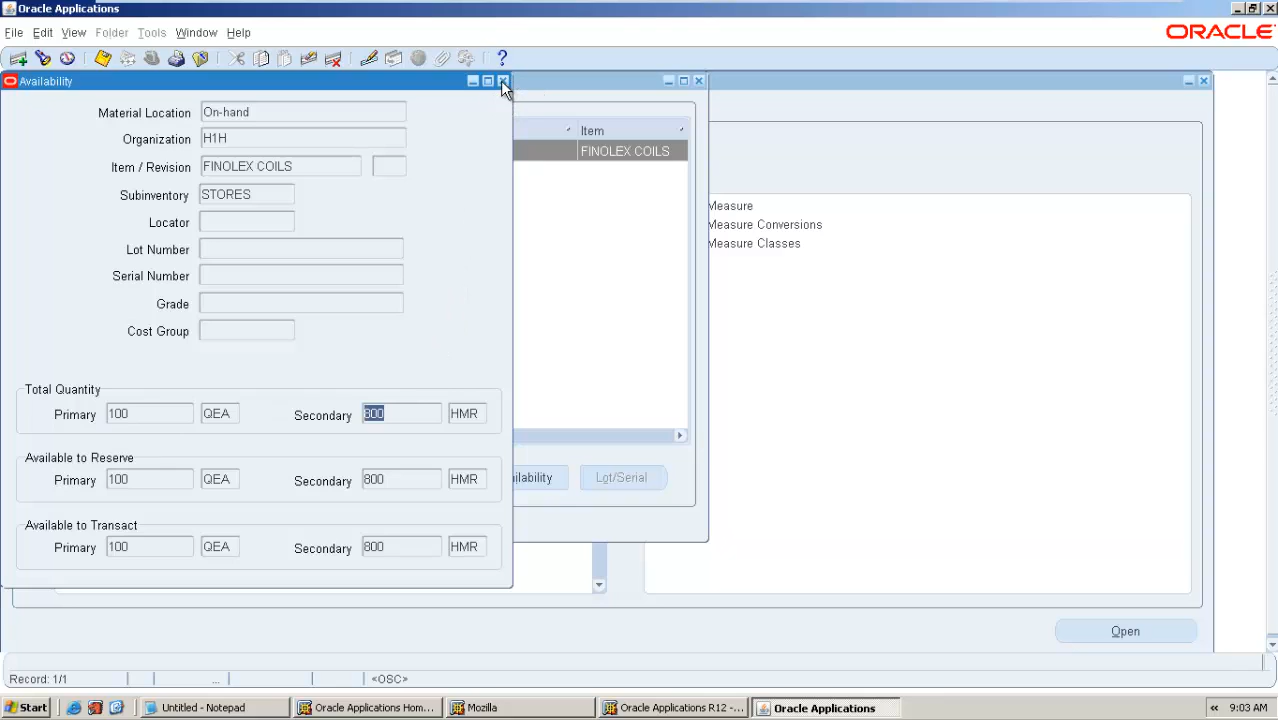 Oracle Applications
File Edit View Folder Tools Window Help
ORACLE
Availability
Material Location On-hand
Organization H1H
Item / Revision FINOLEX COILS
Subinventory STORES
Locator
Lot Number
Serial Number
Grade
Cost Group
Total Quantity
Primary 100 QEA Secondary 800 HMR
Available to Reserve
Primary 100 QEA Secondary 800 HMR
Available to Transact
Primary 100 QEA Secondary 800 HMR
Item
FINOLEX COILS
ilability Lot/Serial
Measure
Measure Conversions
Measure Classes
Open
Record: 1/1 ... <OSC>
Start Untitled - Notepad Oracle Applications Hom... Mozilla Oracle Applications R12 -... Oracle Applications « 9:03 AM